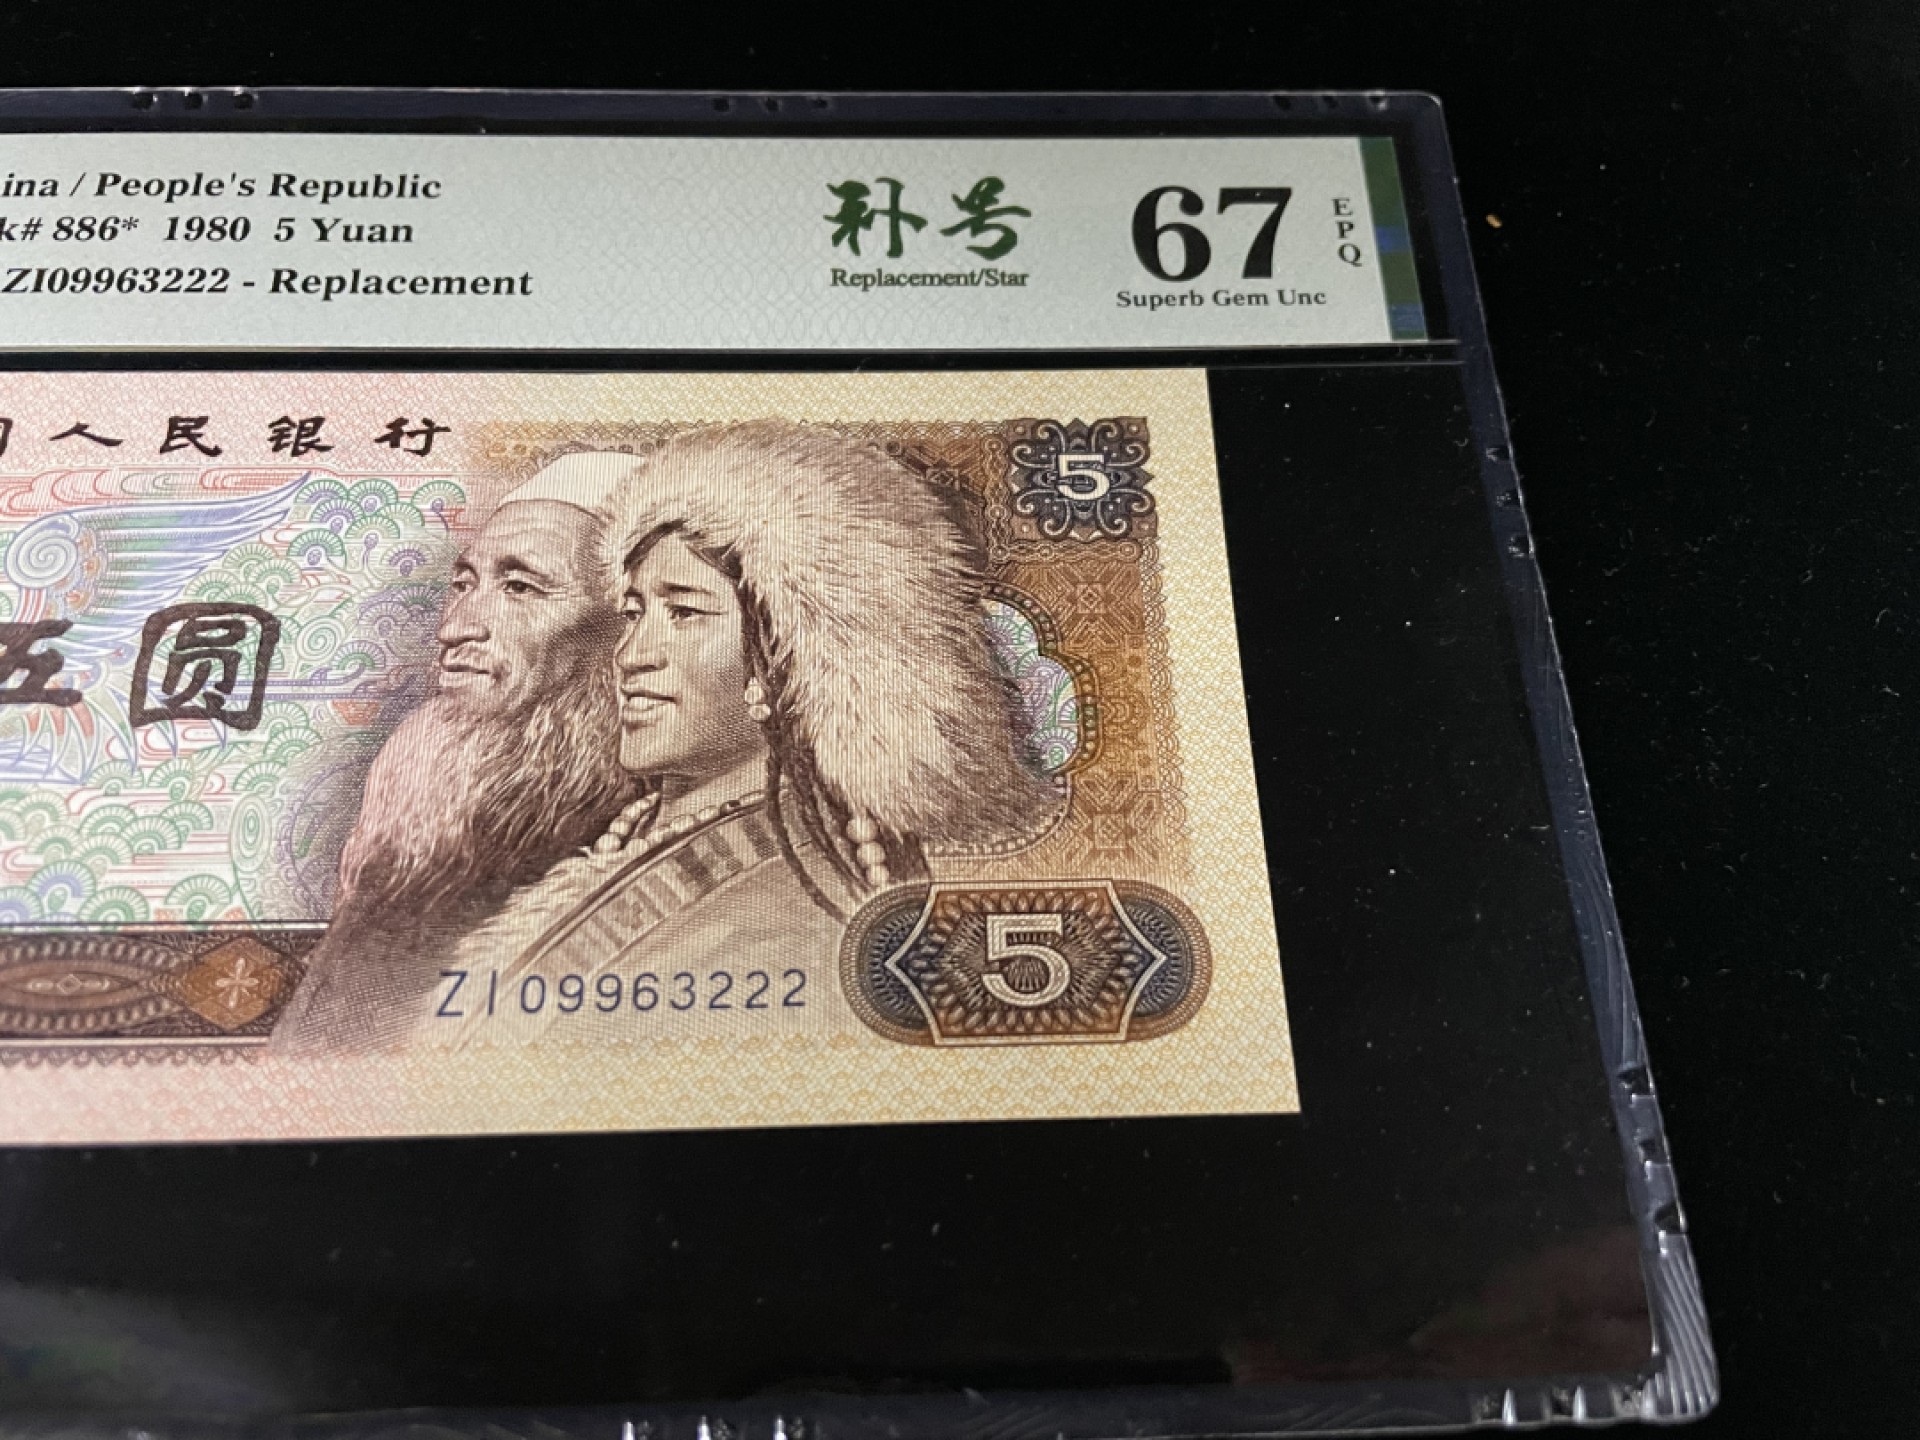 ina / People's Republic
k# 886* 1980 5 Yuan
ZI09963222 - Replacement
补号
Replacement/Star
67
EPQ
Superb Gem Unc
人民银行
5
五圆
ZI09963222
5